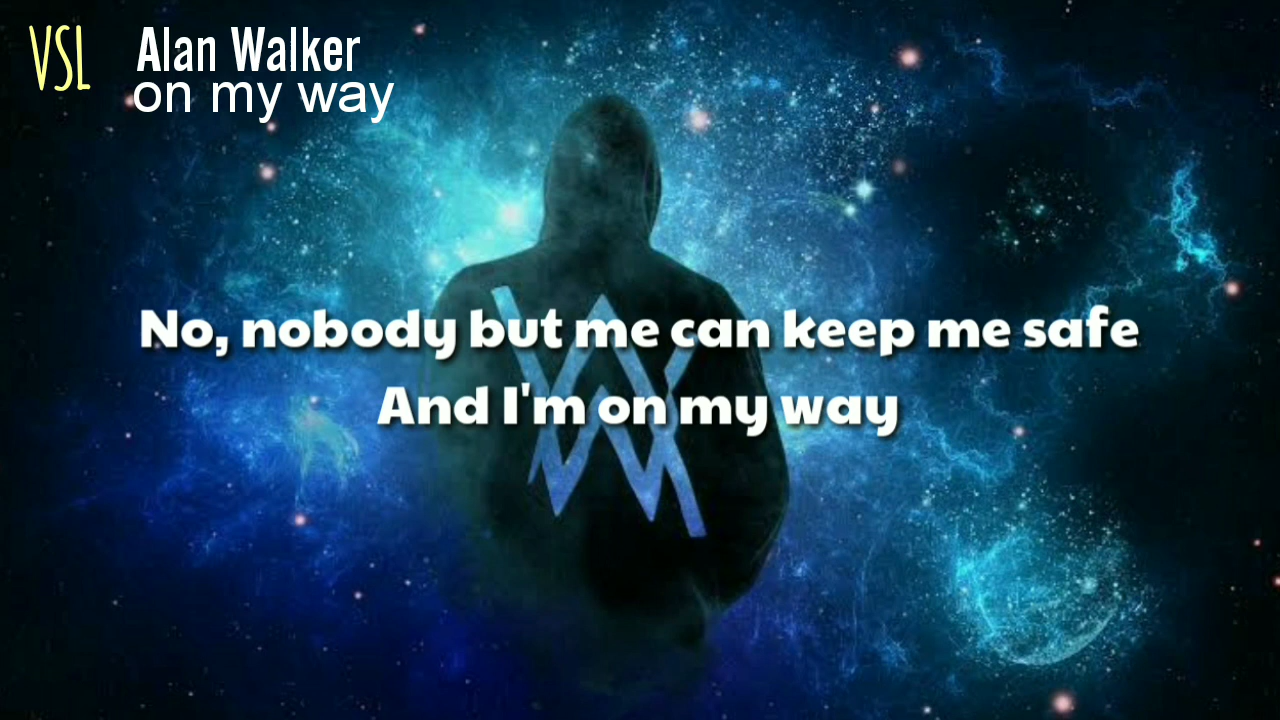 VSL
Alan Walker
on my way
No, nobody but me can keep me safe
And I'm on my way